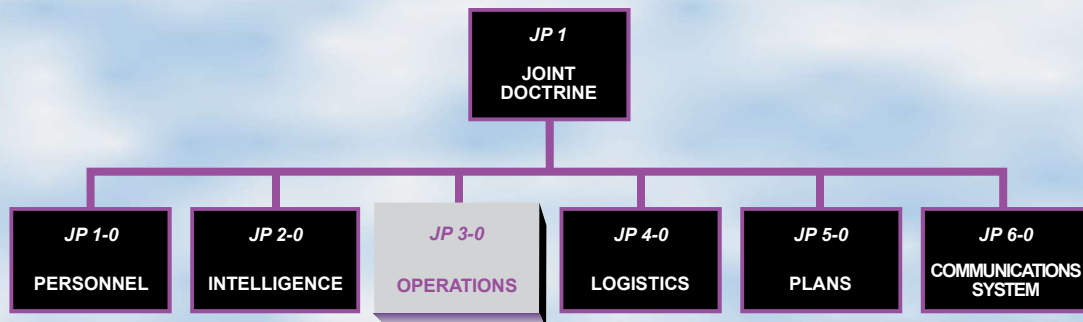 JP 1
JOINT
DOCTRINE
JP 1-0
PERSONNEL
JP 2-0
INTELLIGENCE
JP 3-0
OPERATIONS
JP 4-0
LOGISTICS
JP 5-0
PLANS
JP 6-0
COMMUNICATIONS
SYSTEM